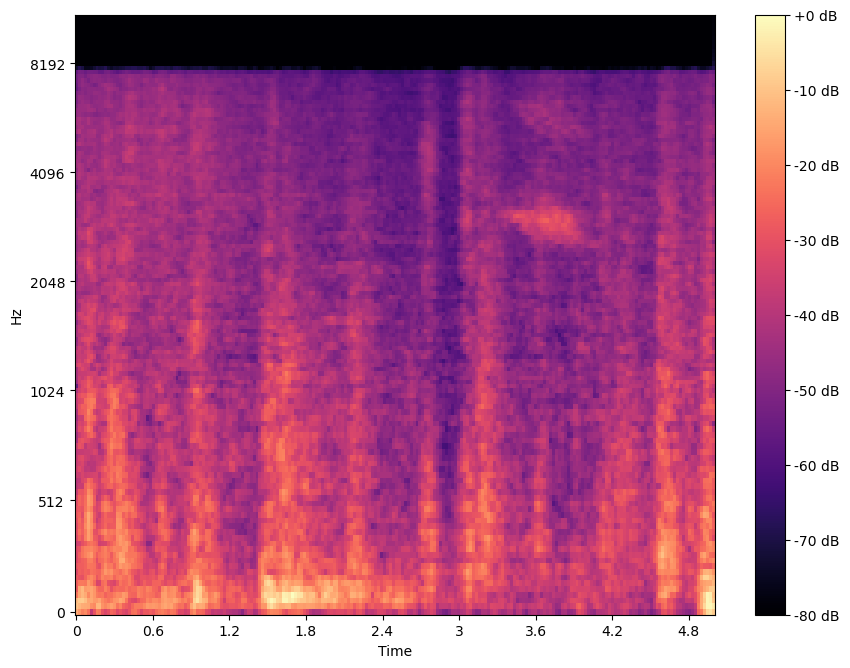 8192
4096
2048
1024
512
0
Hz
0 0.6 1.2 1.8 2.4 3 3.6 4.2 4.8
Time
+0 dB
-10 dB
-20 dB
-30 dB
-40 dB
-50 dB
-60 dB
-70 dB
-80 dB